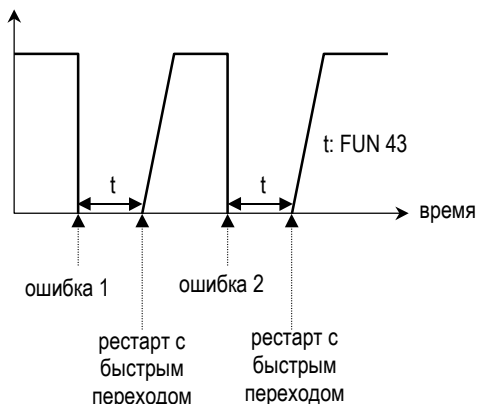 t
t
t: FUN 43
время
ошибка 1
ошибка 2
рестарт с
быстрым
переходом
рестарт с
быстрым
переходом